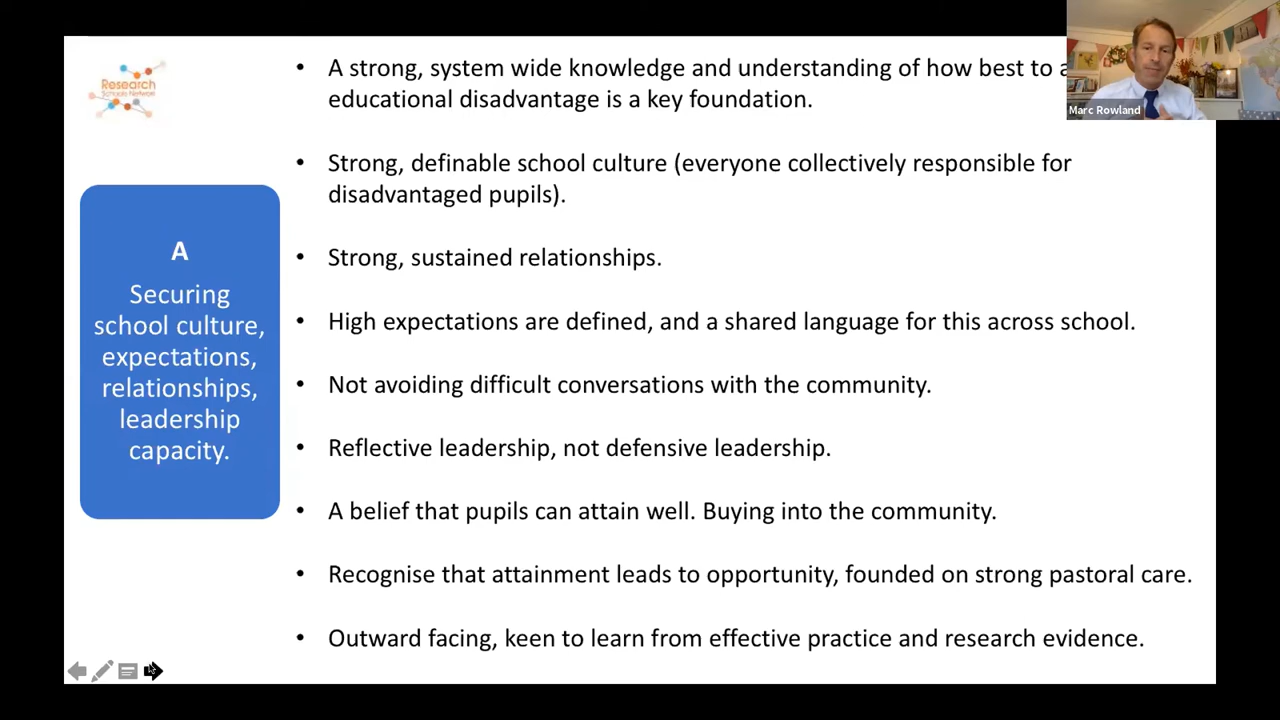 Research
Schools Network
A
Securing
school culture,
expectations,
relationships,
leadership
capacity.
• A strong, system wide knowledge and understanding of how best to
educational disadvantage is a key foundation.
• Strong, definable school culture (everyone collectively responsible for
disadvantaged pupils).
• Strong, sustained relationships.
• High expectations are defined, and a shared language for this across school.
• Not avoiding difficult conversations with the community.
• Reflective leadership, not defensive leadership.
• A belief that pupils can attain well. Buying into the community.
• Recognise that attainment leads to opportunity, founded on strong pastoral care.
• Outward facing, keen to learn from effective practice and research evidence.
Marc Rowland